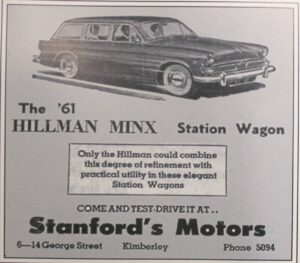 The '61
HILLMAN MINX Station Wagon
Only the Hillman could combine
this degree of refinement with
practical utility in these elegant
Station Wagons
COME AND TEST-DRIVE IT AT . .
Stanford's Motors
6—14 George Street Kimberley Phone 5094